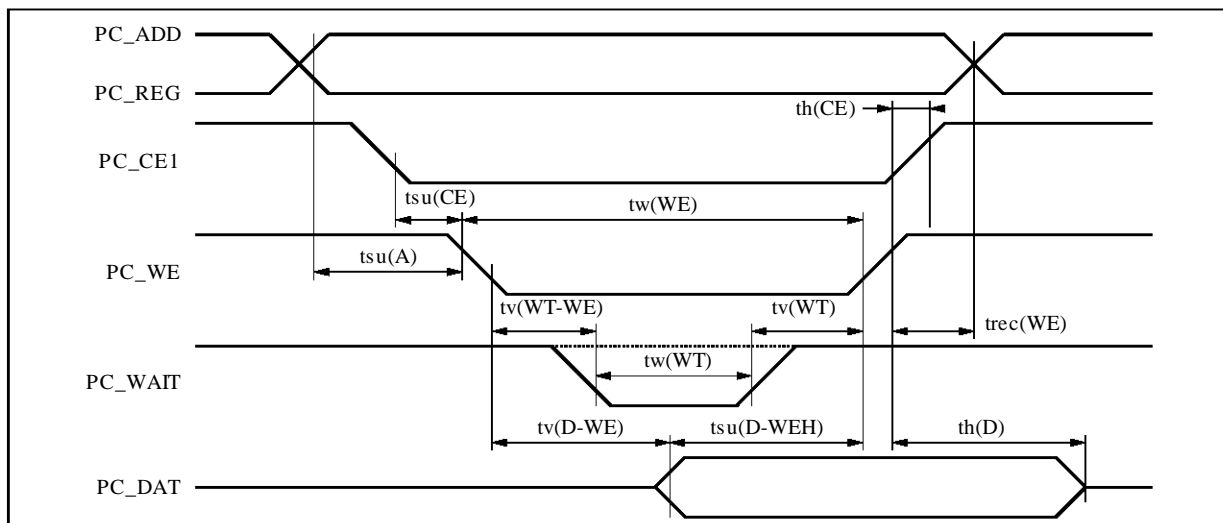 PC_ADD
PC_REG
th(CE)
PC_CE1
tsu(CE)
tw(WE)
tsu(A)
PC_WE
tv(WT-WE)
tv(WT)
trec(WE)
tw(WT)
PC_WAIT
tv(D-WE)
tsu(D-WEH)
th(D)
PC_DAT